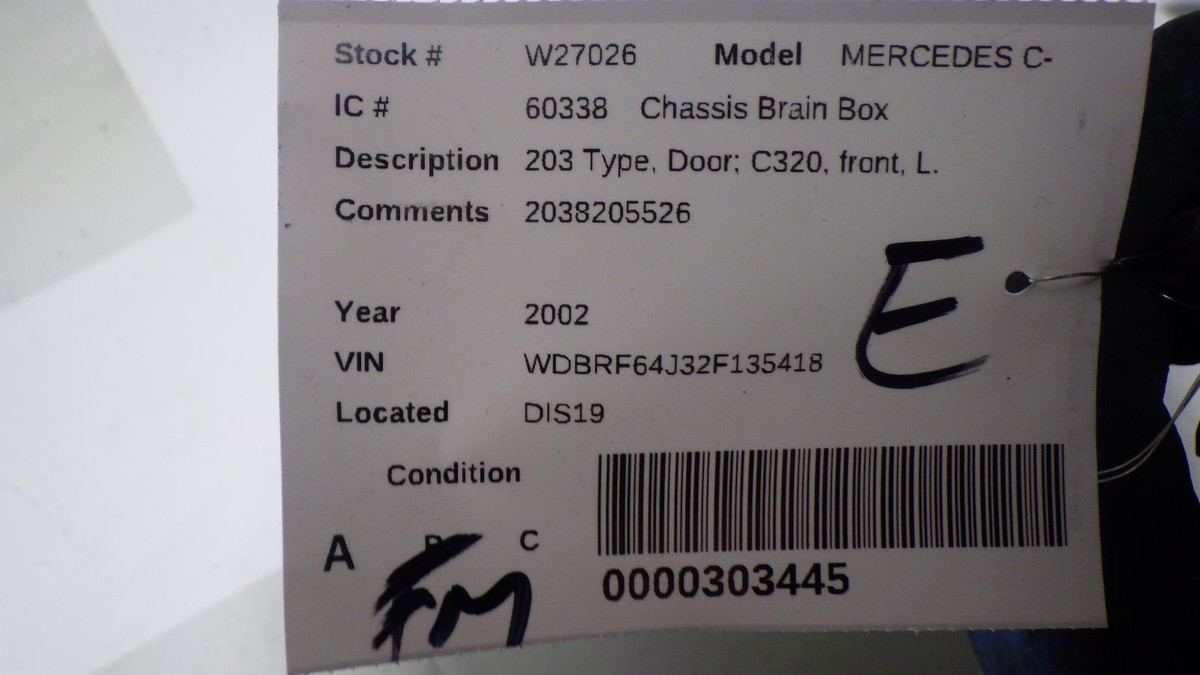 Stock # W27026 Model MERCEDES C-
IC # 60338 Chassis Brain Box
Description 203 Type, Door; C320, front, L.
Comments 2038205526
E
Year 2002
VIN WDBRF64J32F135418
Located DIS19
Condition
A B C
FM
0000303445